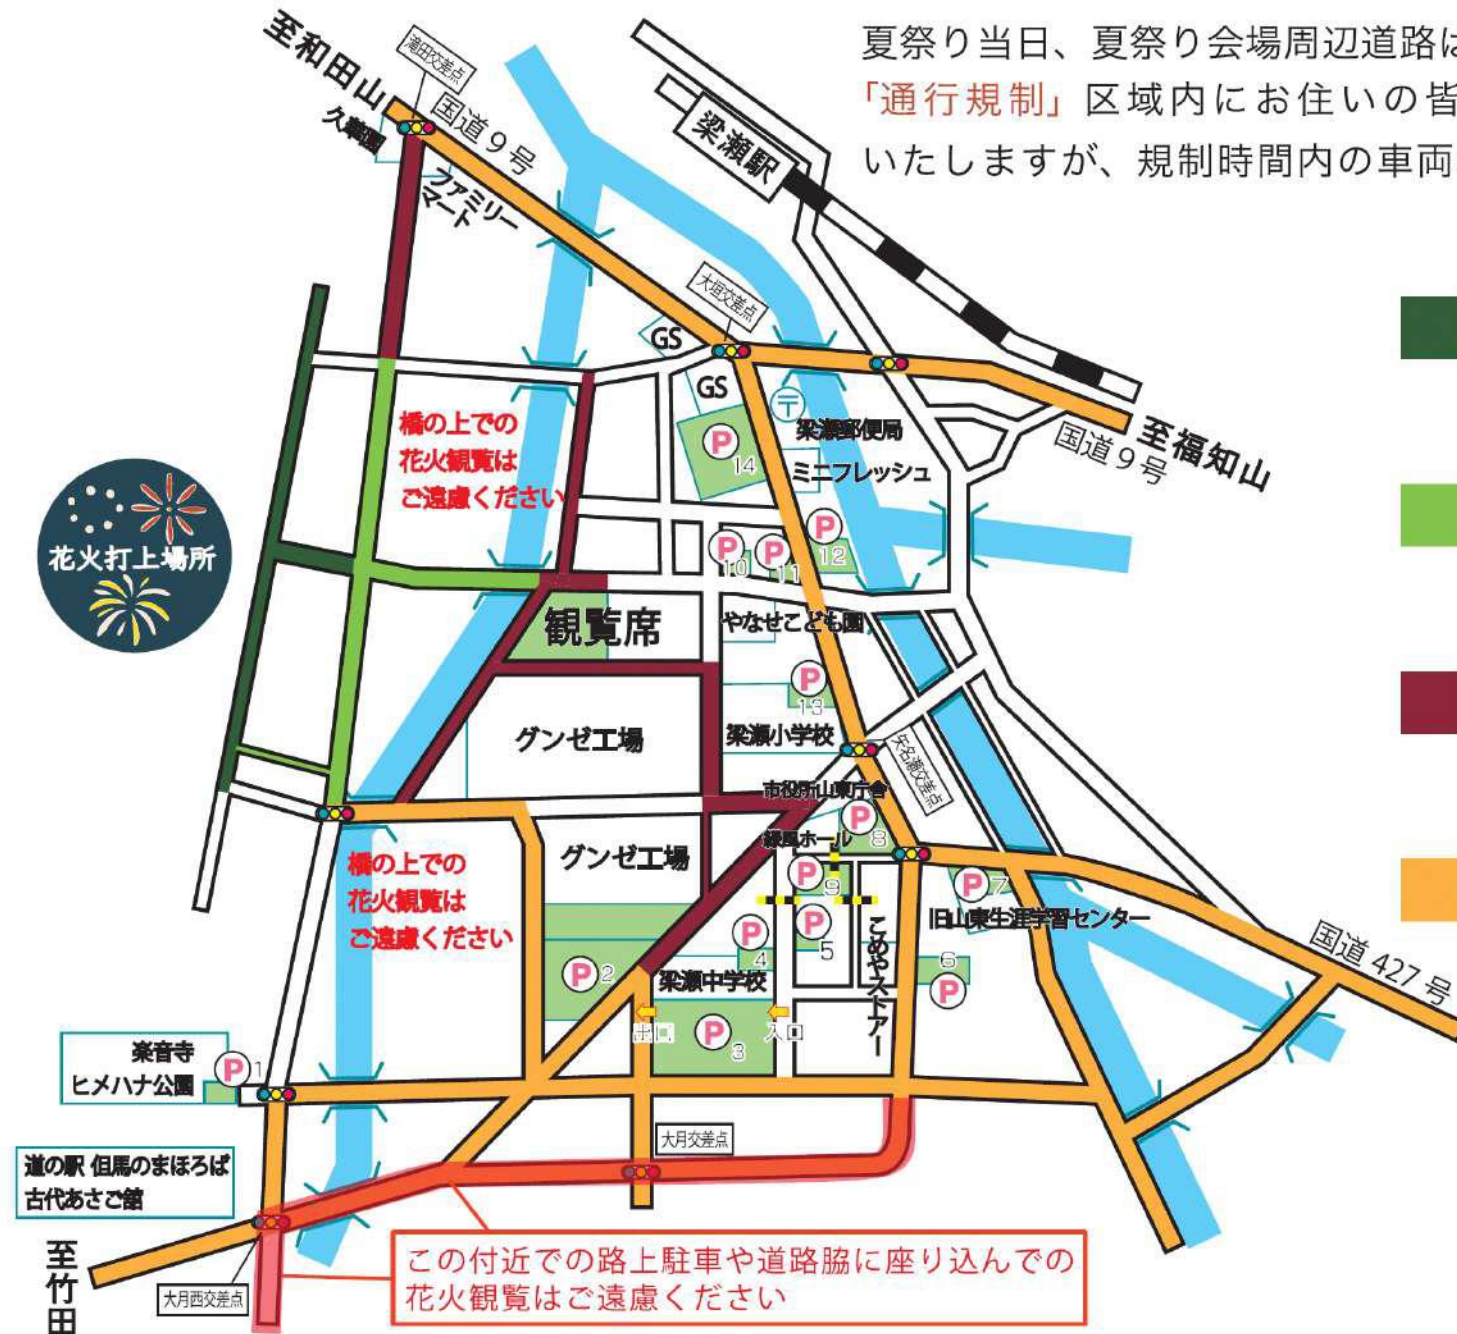 夏祭り当日、夏祭り会場周辺道路は
「通行規制」区域内にお住いの皆
いたしますが、規制時間内の車両
至和田山
滝田交差点
国道9号
久華園
ファミリー
マート
梁瀬駅
大垣交差点
GS
GS
〒
梁瀬郵便局
ミニフレッシュ
国道9号
至福知山
橋の上での
花火観覧は
ご遠慮ください
P
14
花火打上場所
P
10
P
11
P
12
観覧席
やなせこども園
P
13
グンゼ工場
梁瀬小学校
矢名瀬交差点
市役所山東庁舎
P
8
緑風ホール
グンゼ工場
橋の上での
花火観覧は
ご遠慮ください
P
9
P
7
旧山東生涯学習センター
P
5
こめやストアー
P
4
6
P
国道427号
P
2
梁瀬中学校
出口
P
3
入口
楽音寺
ヒメハナ公園
P
1
大月交差点
道の駅 但馬のまほろば
古代あさご館
至竹田
大月西交差点
この付近での路上駐車や道路脇に座り込んでの
花火観覧はご遠慮ください